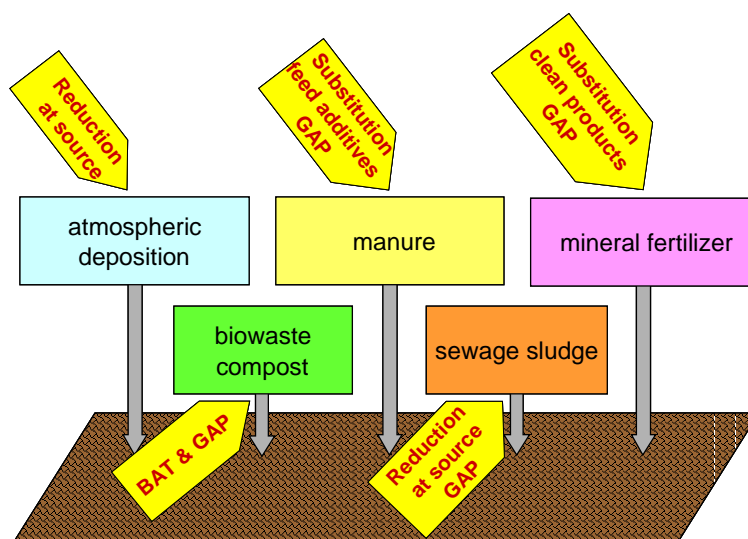 Reduction
at source
Substitution
feed additives
GAP
Substitution
clean products
GAP
atmospheric
deposition
manure
mineral fertilizer
biowaste
compost
sewage sludge
BAT & GAP
Reduction
at source
GAP